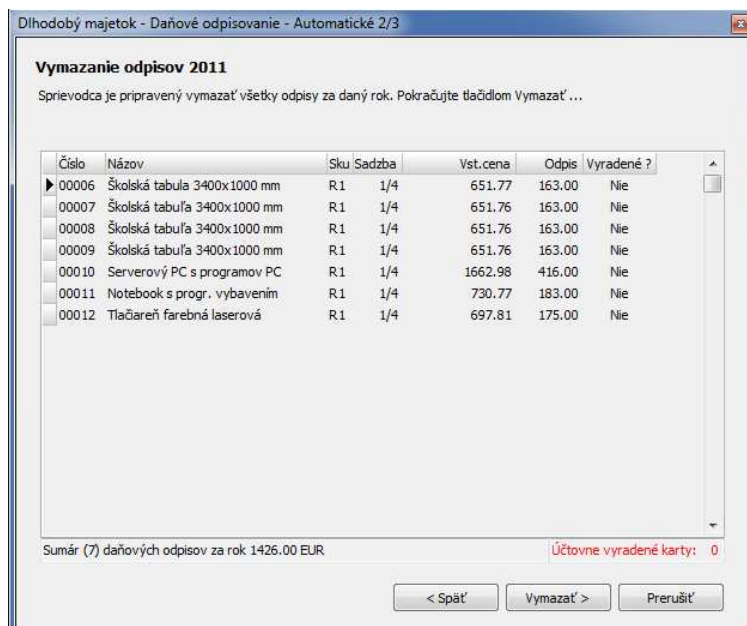 Dlhodobý majetok - Daňové odpisovanie - Automatické 2/3
Vymazanie odpisov 2011
Sprievodca je pripravený vymazať všetky odpisy za daný rok. Pokračujte tlačidlom Vymazať ...
Číslo Názov Sku Sadzba Vst.cena Odpis Vyradené ?
00006 Školská tabula 3400x1000 mm R1 1/4 651.77 163.00 Nie
00007 Školská tabuľa 3400x1000 mm R1 1/4 651.76 163.00 Nie
00008 Školská tabuľa 3400x1000 mm R1 1/4 651.76 163.00 Nie
00009 Školská tabuľa 3400x1000 mm R1 1/4 651.76 163.00 Nie
00010 Serverový PC s programov PC R1 1/4 1662.98 416.00 Nie
00011 Notebook s progr. vybavením R1 1/4 730.77 183.00 Nie
00012 Tlačiareň farebná laserová R1 1/4 697.81 175.00 Nie
Sumár (7) daňových odpisov za rok 1426.00 EUR Účtovne vyradené karty: 0
< Späť Vymazať > Prerušiť